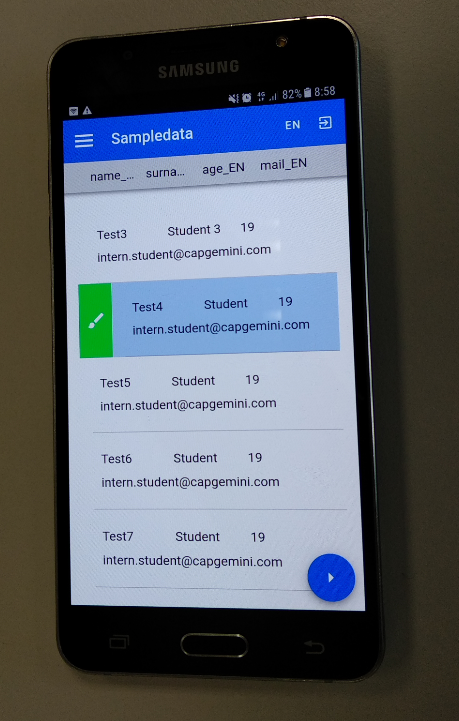 SAMSUNG
4G 82% 8:58
Sampledata EN
name_... surna... age_EN mail_EN
Test3 Student 3 19
intern.student@capgemini.com
Test4 Student 19
intern.student@capgemini.com
Test5 Student 19
intern.student@capgemini.com
Test6 Student 19
intern.student@capgemini.com
Test7 Student 19
intern.student@capgemini.com